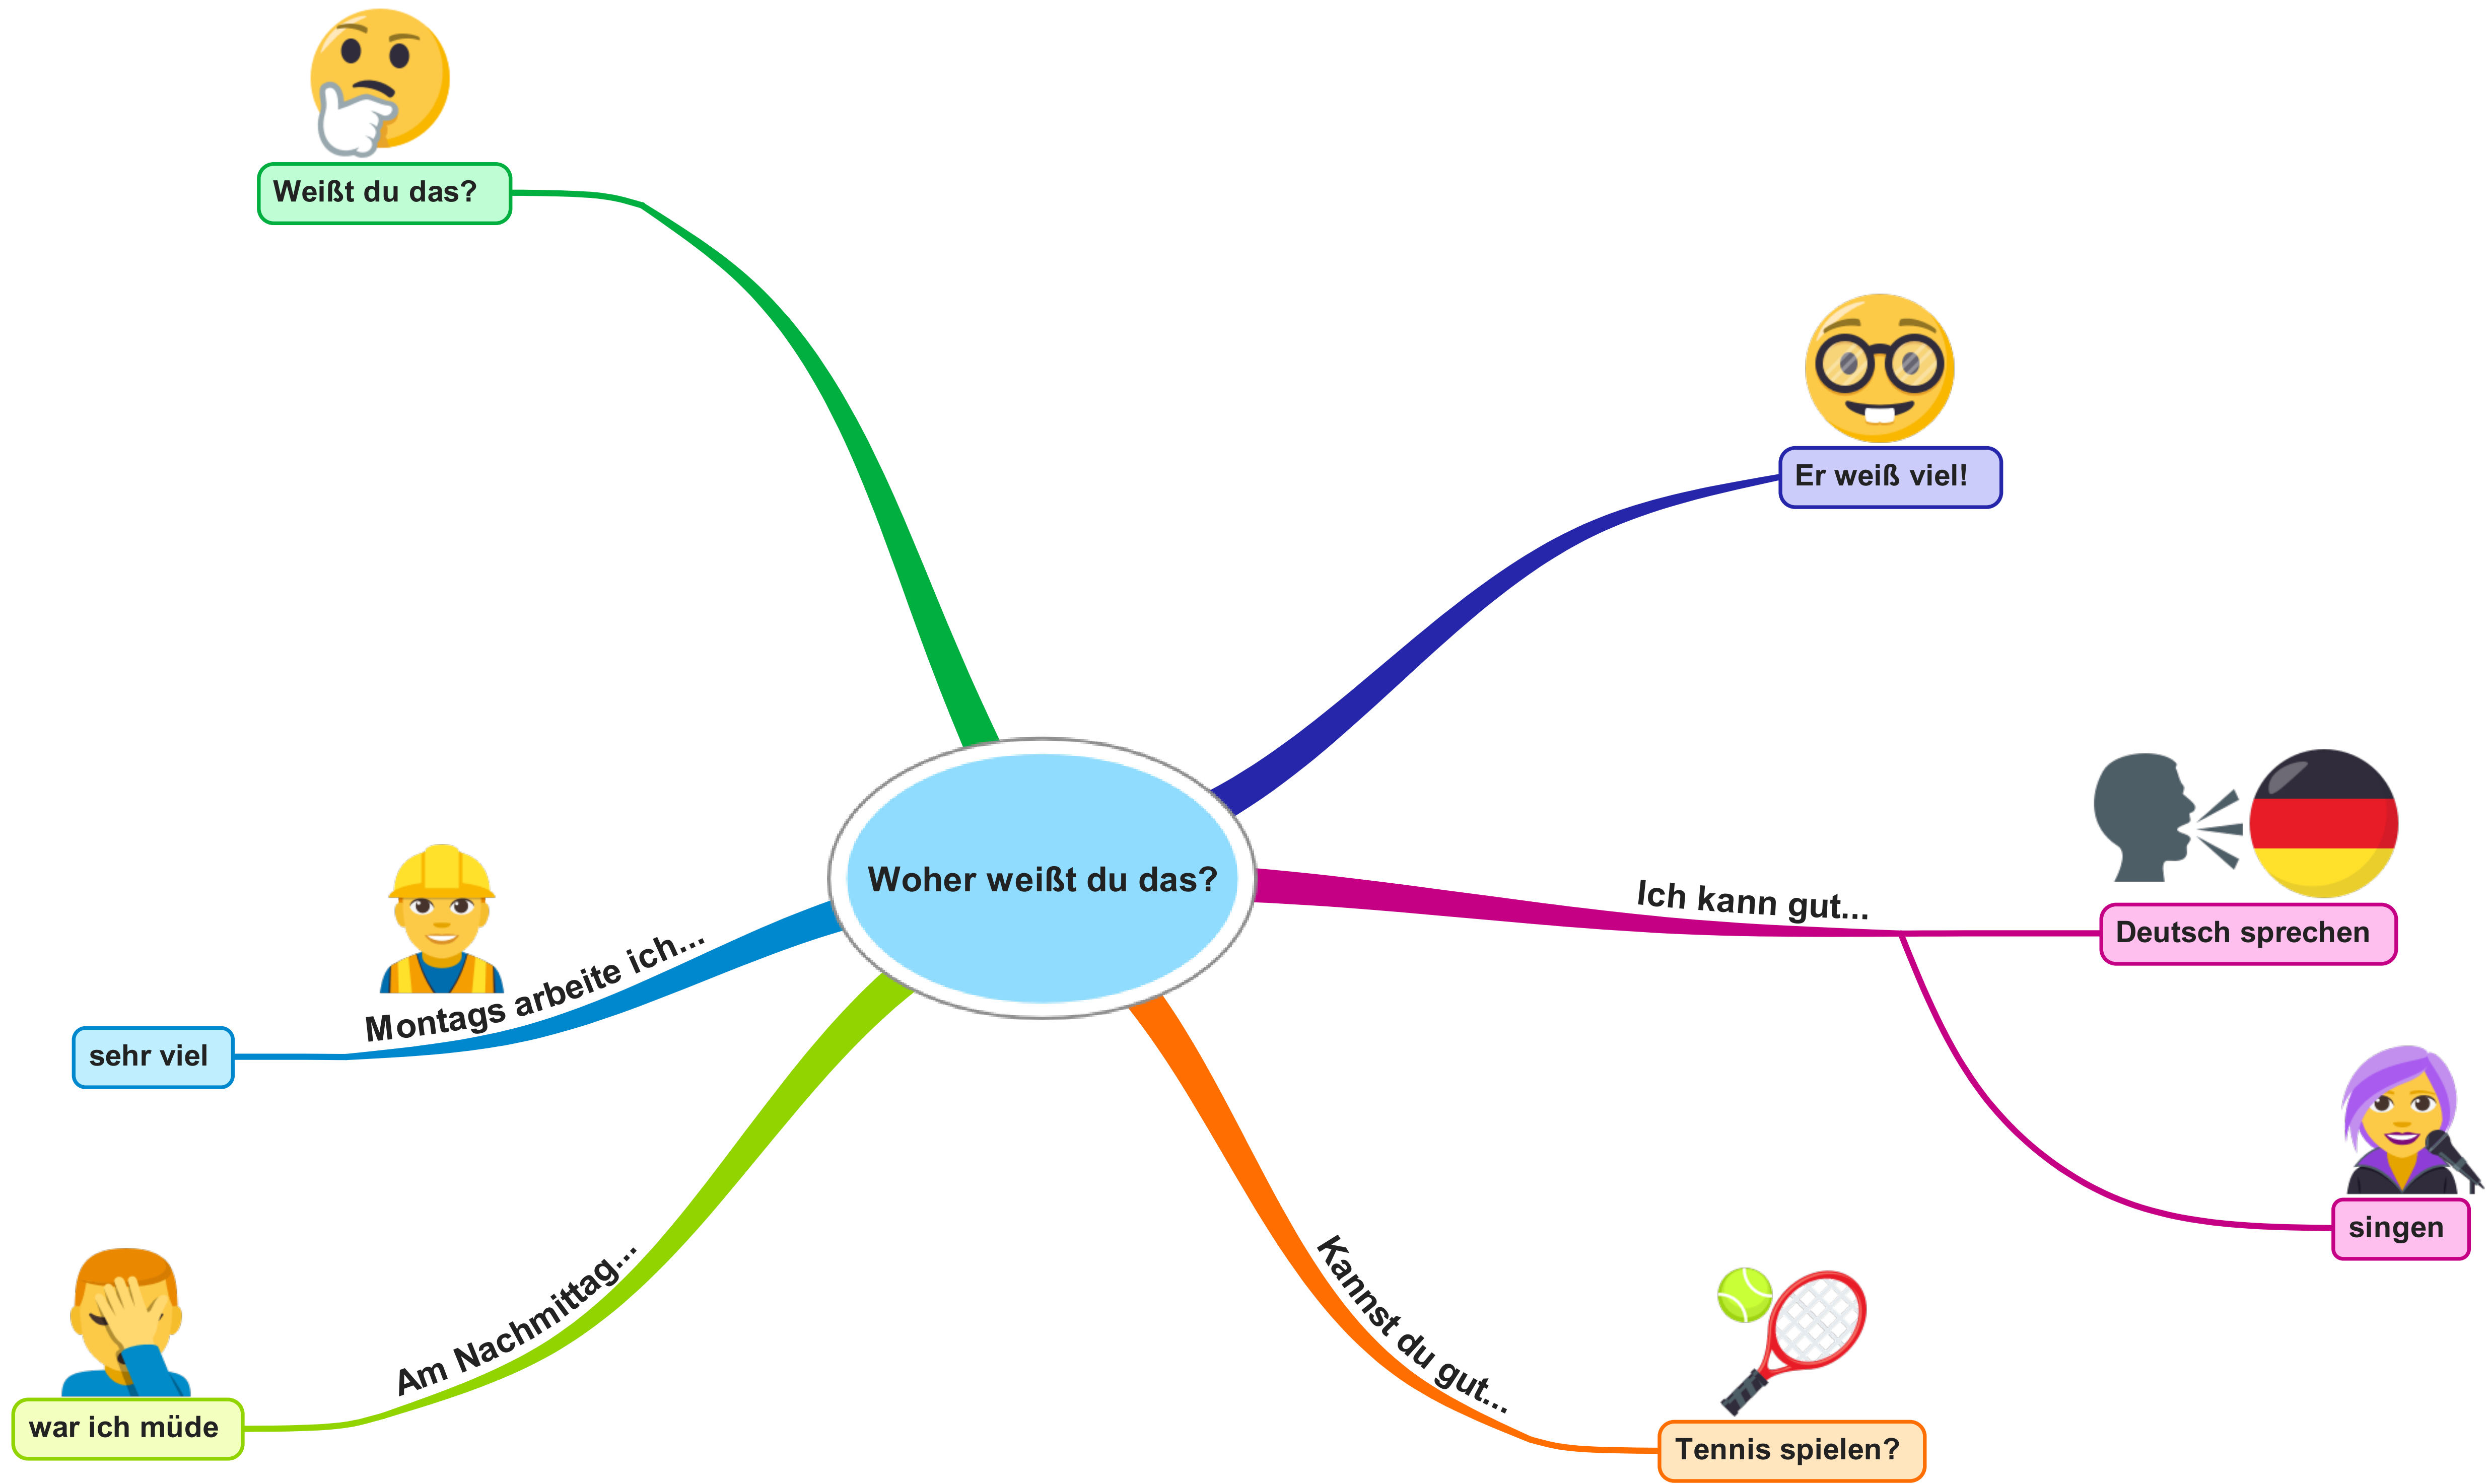 Weißt du das?
Er weiß viel!
Woher weißt du das?
Ich kann gut...
Deutsch sprechen
singen
Montags arbeite ich...
sehr viel
Am Nachmittag...
war ich müde
Kannst du gut...
Tennis spielen?